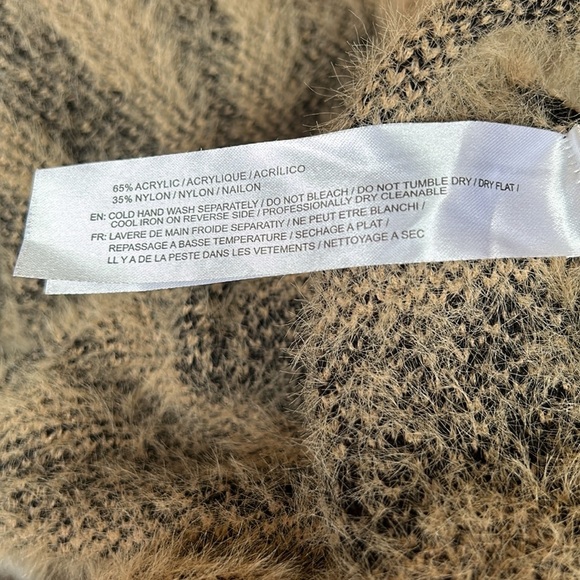 65% ACRYLIC / ACRYLIQUE / ACRÍLICO
35% NYLON / NYLON / NAILON
EN: COLD HAND WASH SEPARATELY / DO NOT BLEACH / DO NOT TUMBLE DRY / DRY FLAT /
COOL IRON ON REVERSE SIDE / PROFESSIONALLY DRY CLEANABLE
FR: LAVERE DE MAIN FROIDE SEPARATIY / NE PEUT ETRE BLANCHI /
REPASSAGE A BASSE TEMPERATURE / SECHAGE A PLAT /
LL Y A DE LA PESTE DANS LES VETEMENTS / NETTOYAGE A SEC